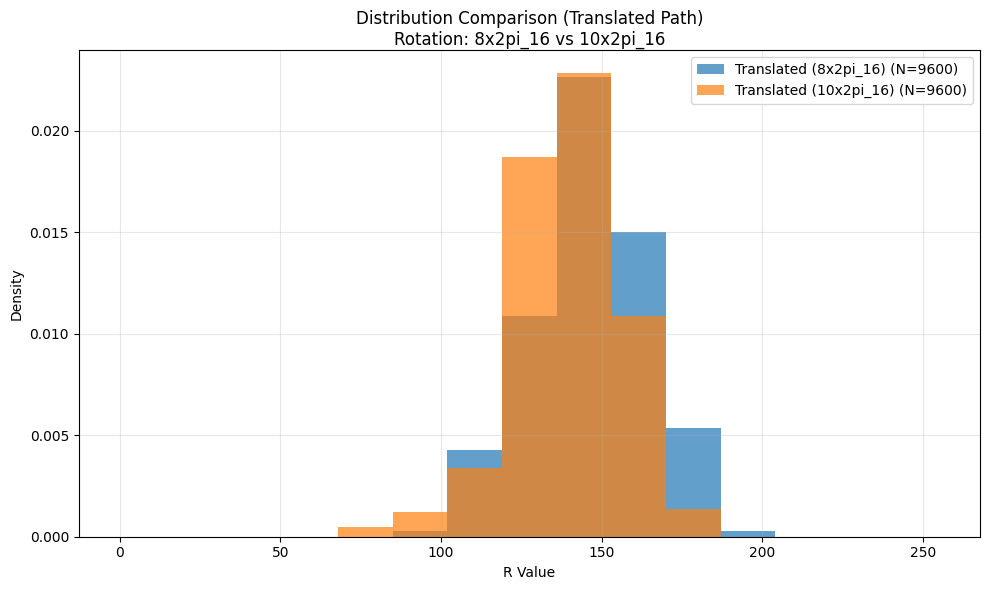 Distribution Comparison (Translated Path)
Rotation: 8x2pi_16 vs 10x2pi_16
Translated (8x2pi_16) (N=9600)
Translated (10x2pi_16) (N=9600)
Density
0.020
0.015
0.010
0.005
0.000
0 50 100 150 200 250
R Value